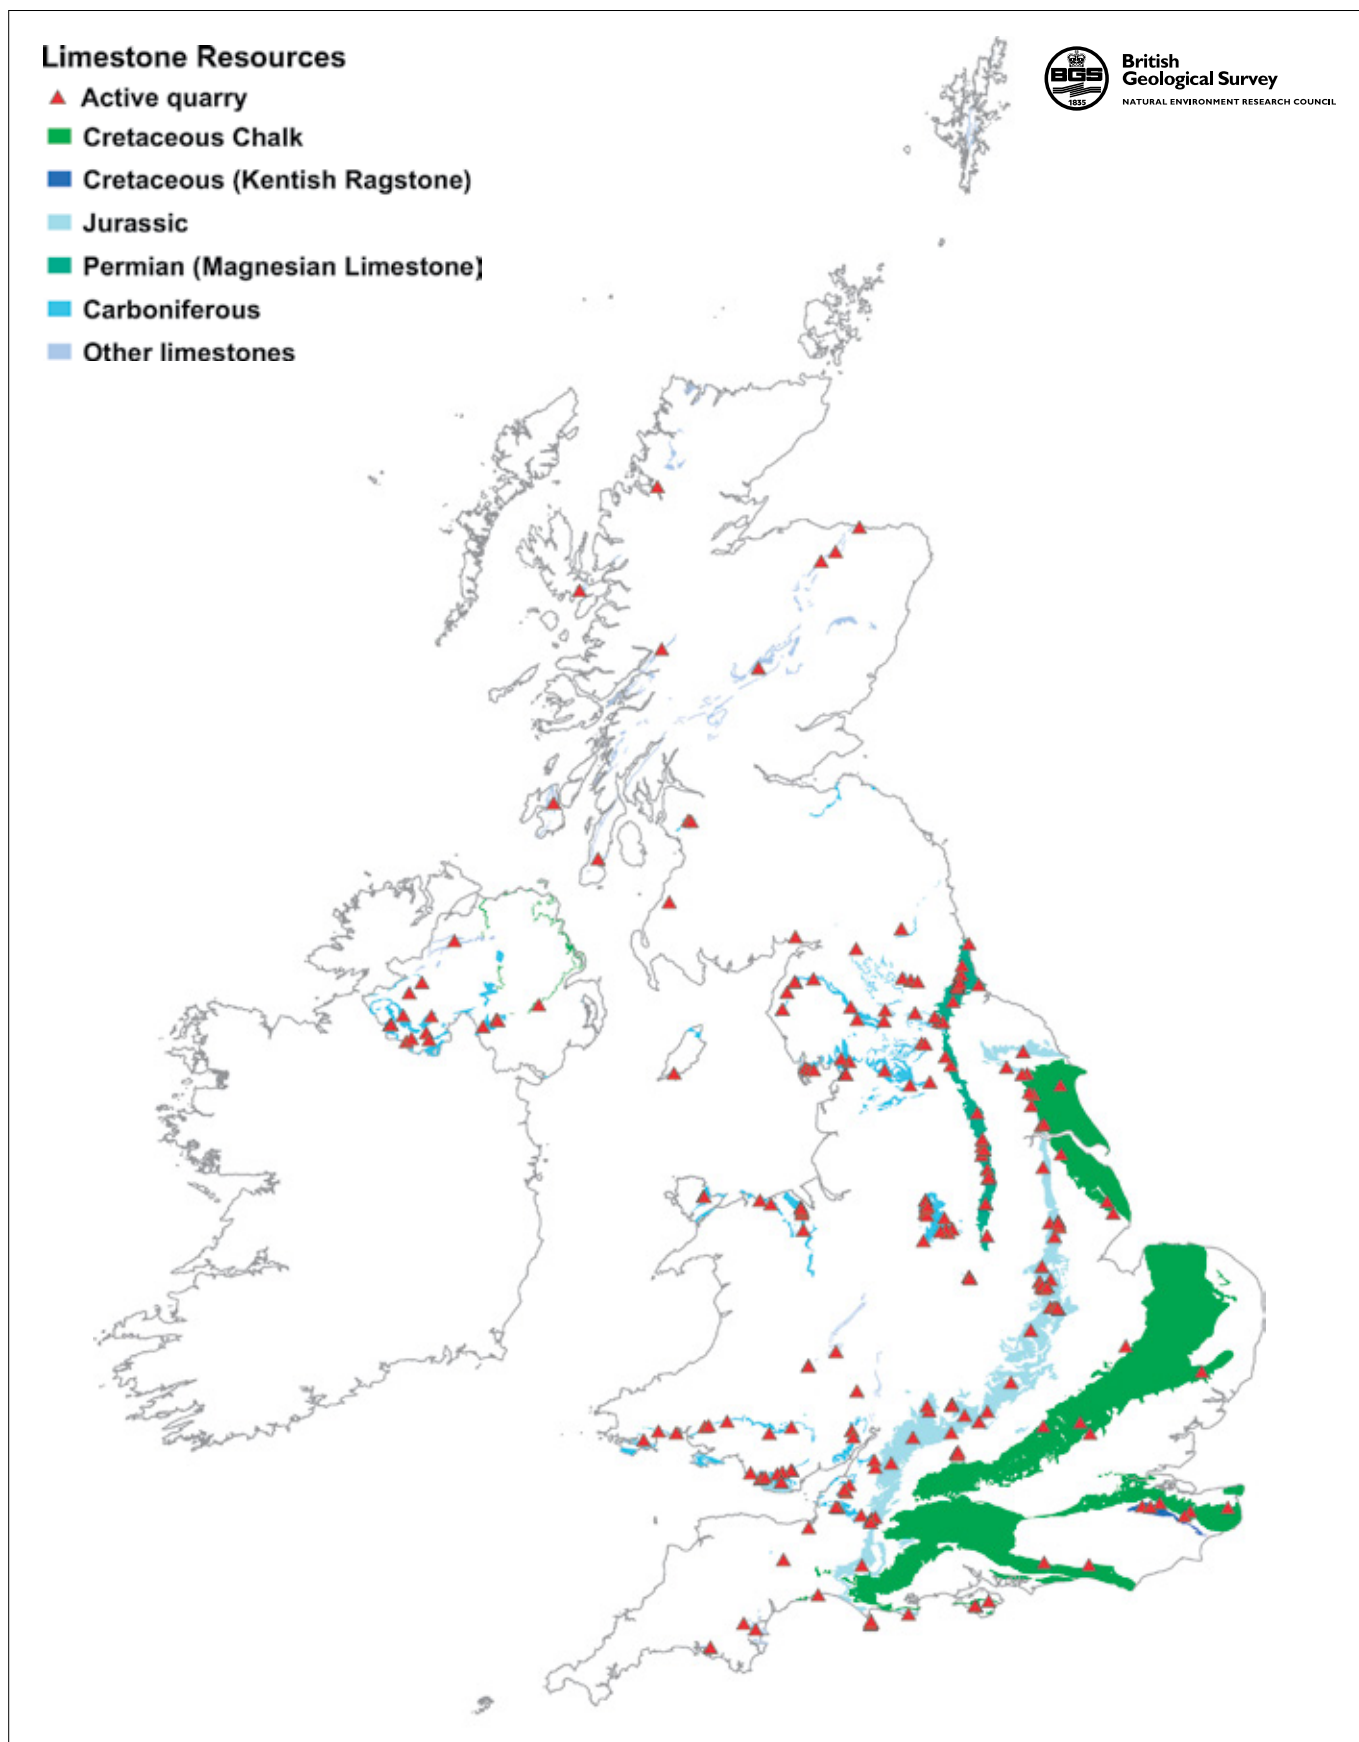 Limestone Resources
Active quarry
Cretaceous Chalk
Cretaceous (Kentish Ragstone)
Jurassic
Permian (Magnesian Limestone)
Carboniferous
Other limestones
BGS
1835
British
Geological Survey
NATURAL ENVIRONMENT RESEARCH COUNCIL